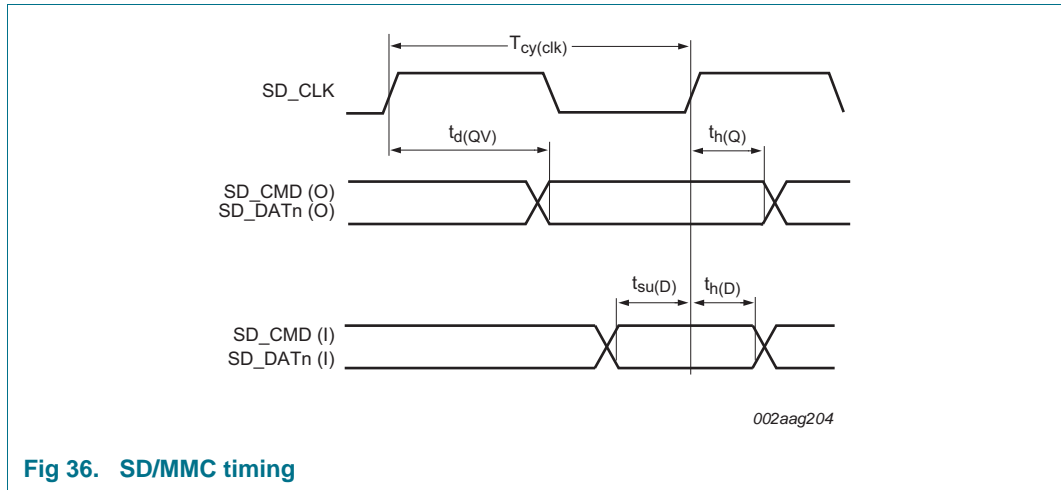 Tcy(clk)
SD_CLK
td(QV)
th(Q)
SD_CMD (O)
SD_DATn (O)
tsu(D)
th(D)
SD_CMD (I)
SD_DATn (I)
002aag204
Fig 36. SD/MMC timing